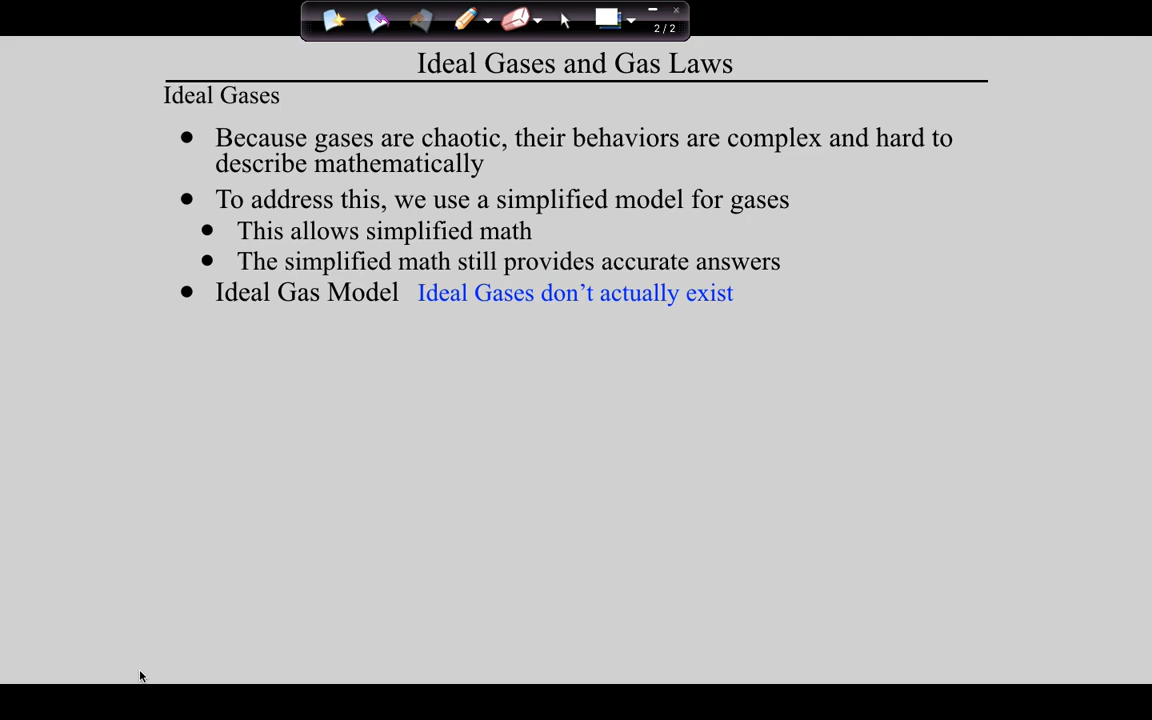 2 / 2
Ideal Gases and Gas Laws
Ideal Gases
• Because gases are chaotic, their behaviors are complex and hard to
describe mathematically
• To address this, we use a simplified model for gases
• This allows simplified math
• The simplified math still provides accurate answers
• Ideal Gas Model Ideal Gases don’t actually exist